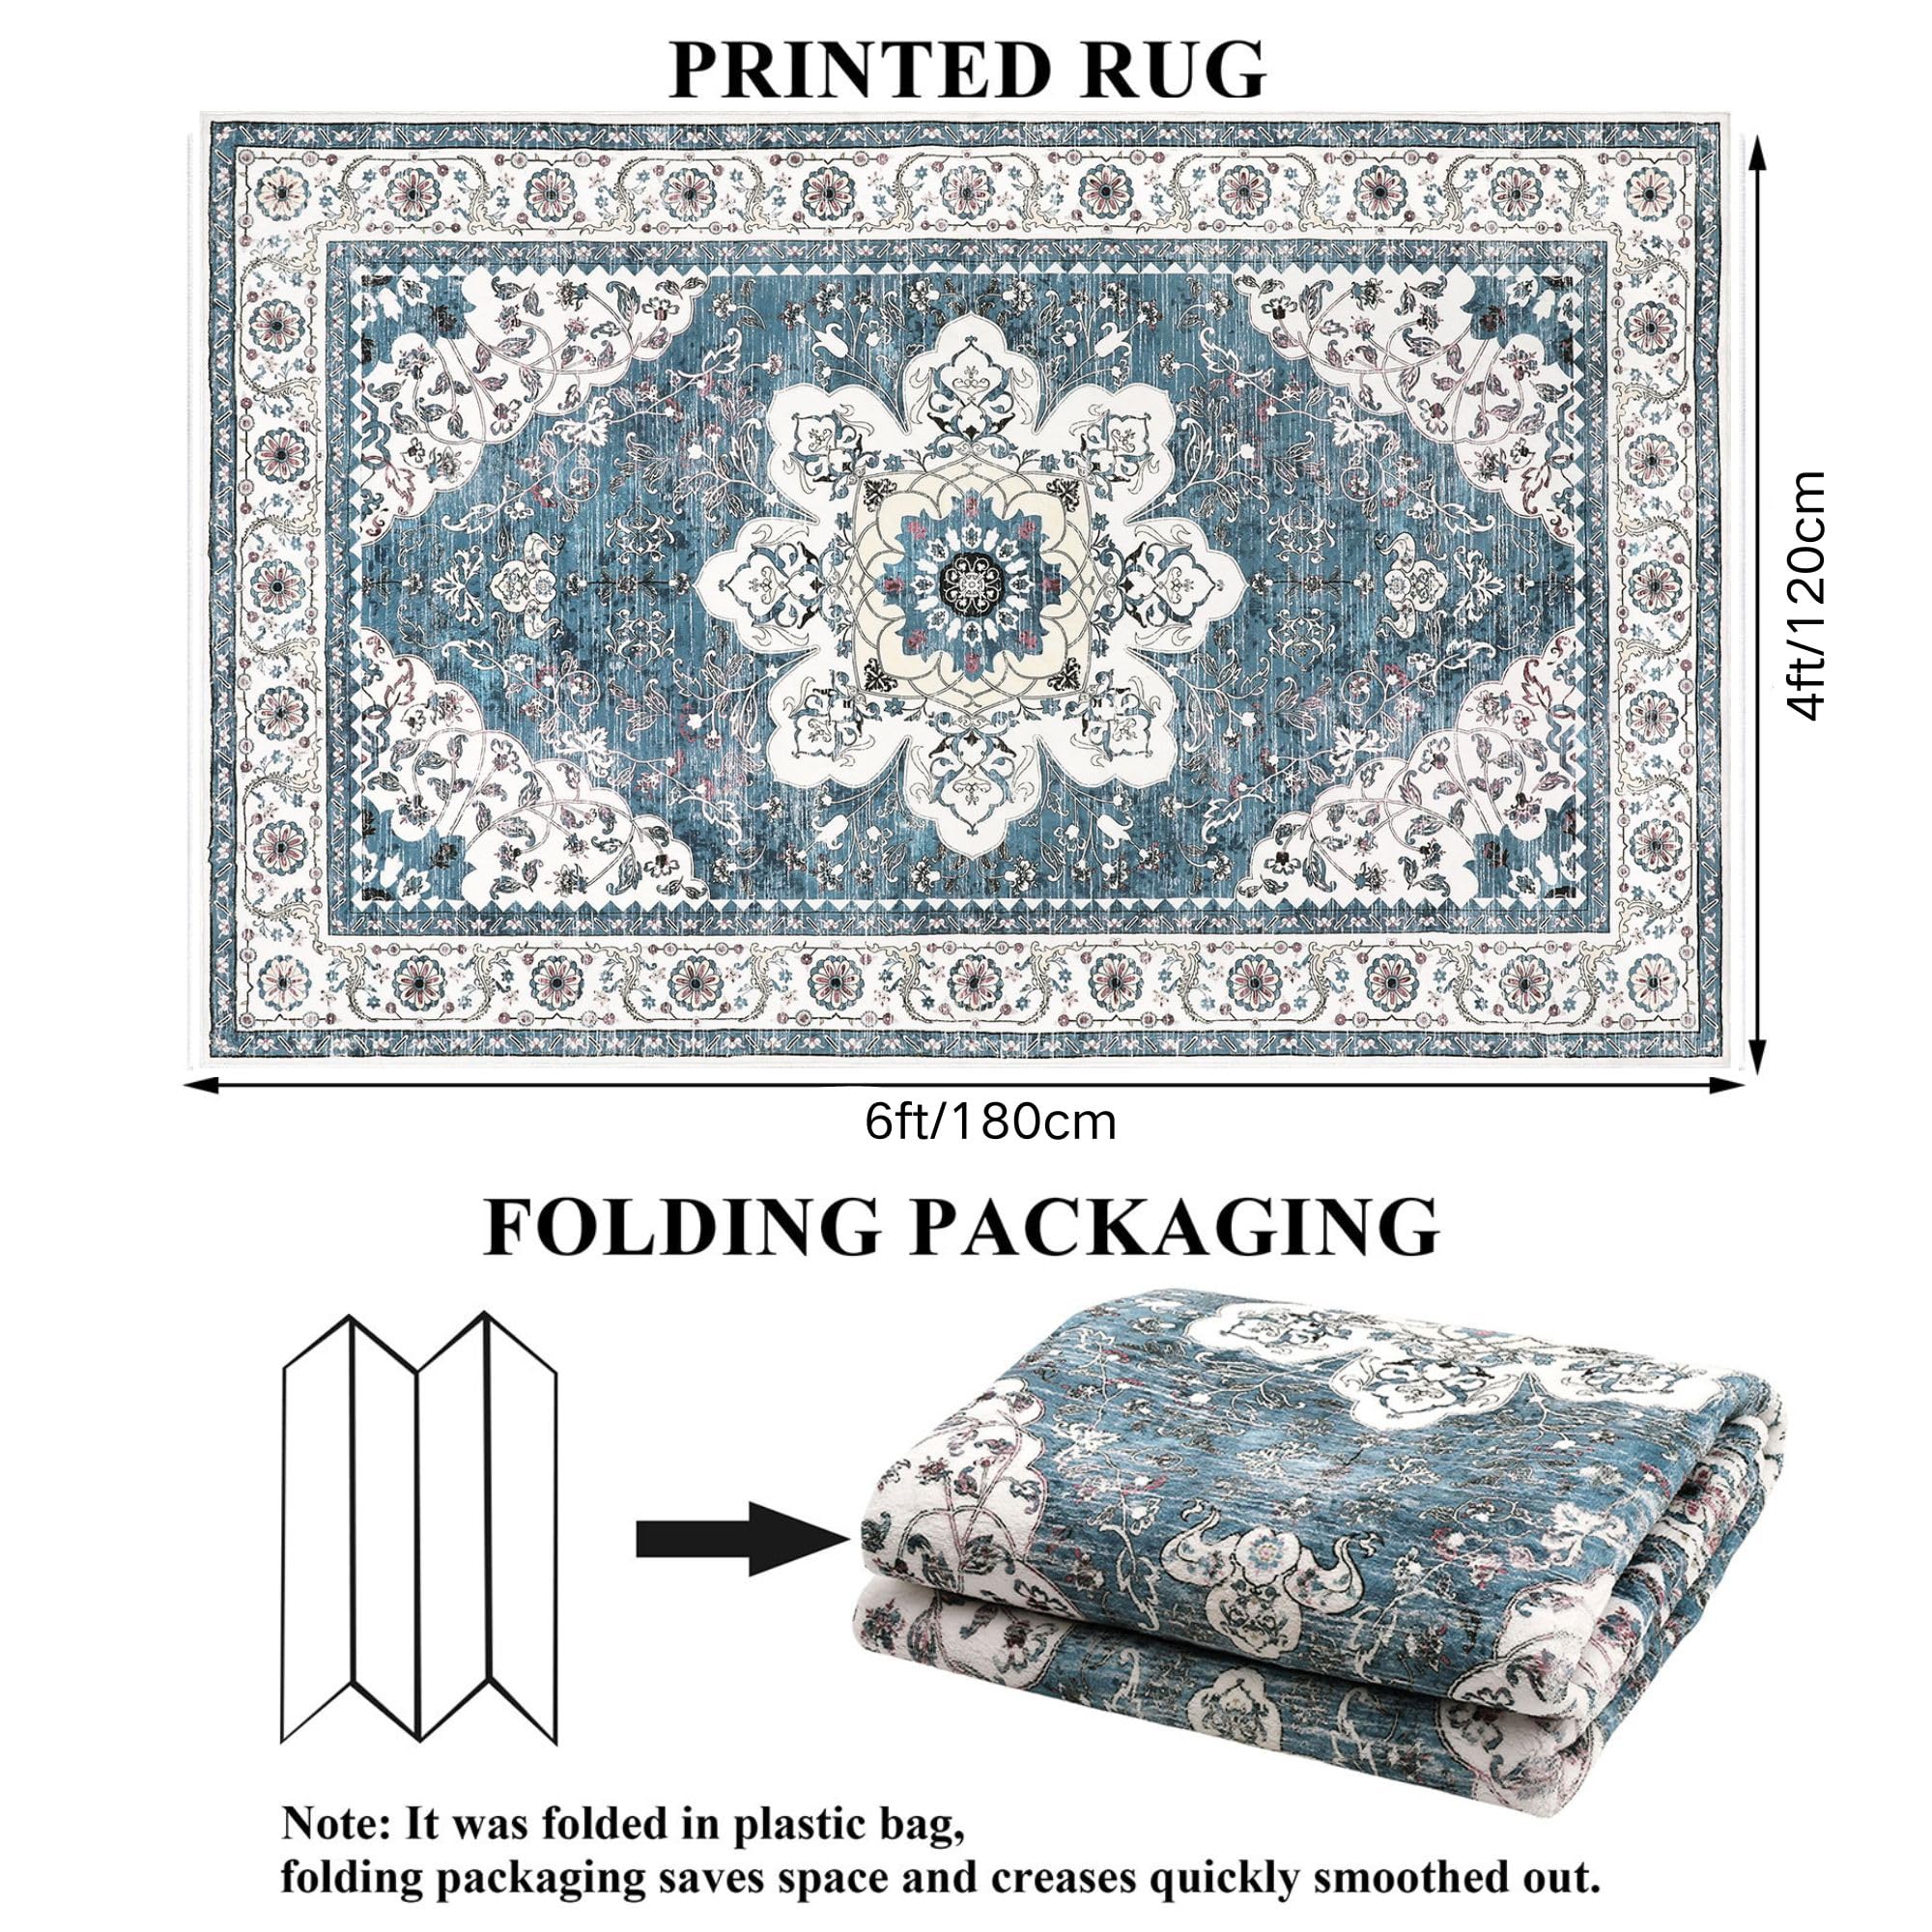 PRINTED RUG
4ft/120cm
6ft/180cm
FOLDING PACKAGING
Note: It was folded in plastic bag,
folding packaging saves space and creases quickly smoothed out.